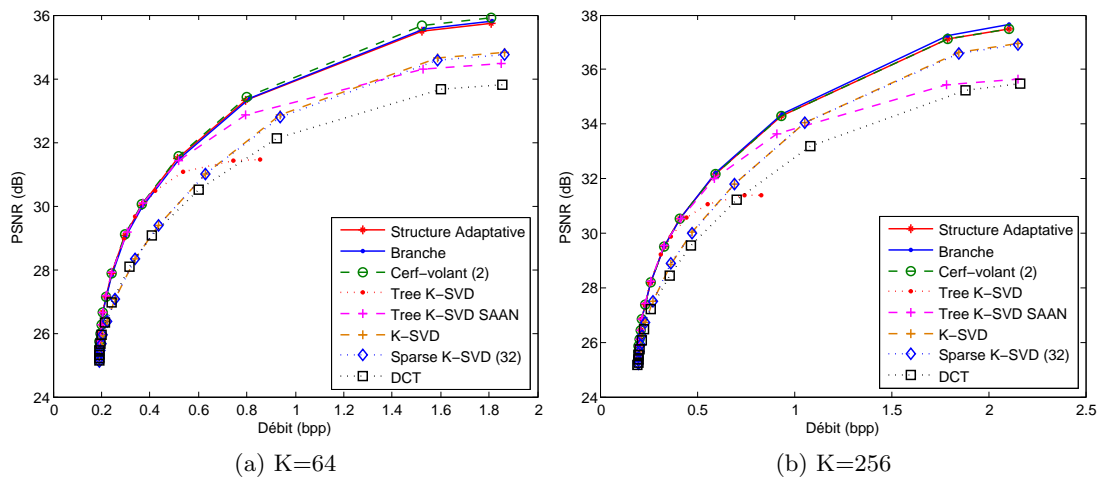 36
34
32
30
28
26
24
PSNR (dB)
0 0.2 0.4 0.6 0.8 1 1.2 1.4 1.6 1.8 2
Débit (bpp)
Structure Adaptative
Branche
Cerf−volant (2)
Tree K−SVD
Tree K−SVD SAAN
K−SVD
Sparse K−SVD (32)
DCT
(a) K=64
38
36
34
32
30
28
26
24
PSNR (dB)
0 0.5 1 1.5 2 2.5
Débit (bpp)
Structure Adaptative
Branche
Cerf−volant (2)
Tree K−SVD
Tree K−SVD SAAN
K−SVD
Sparse K−SVD (32)
DCT
(b) K=256